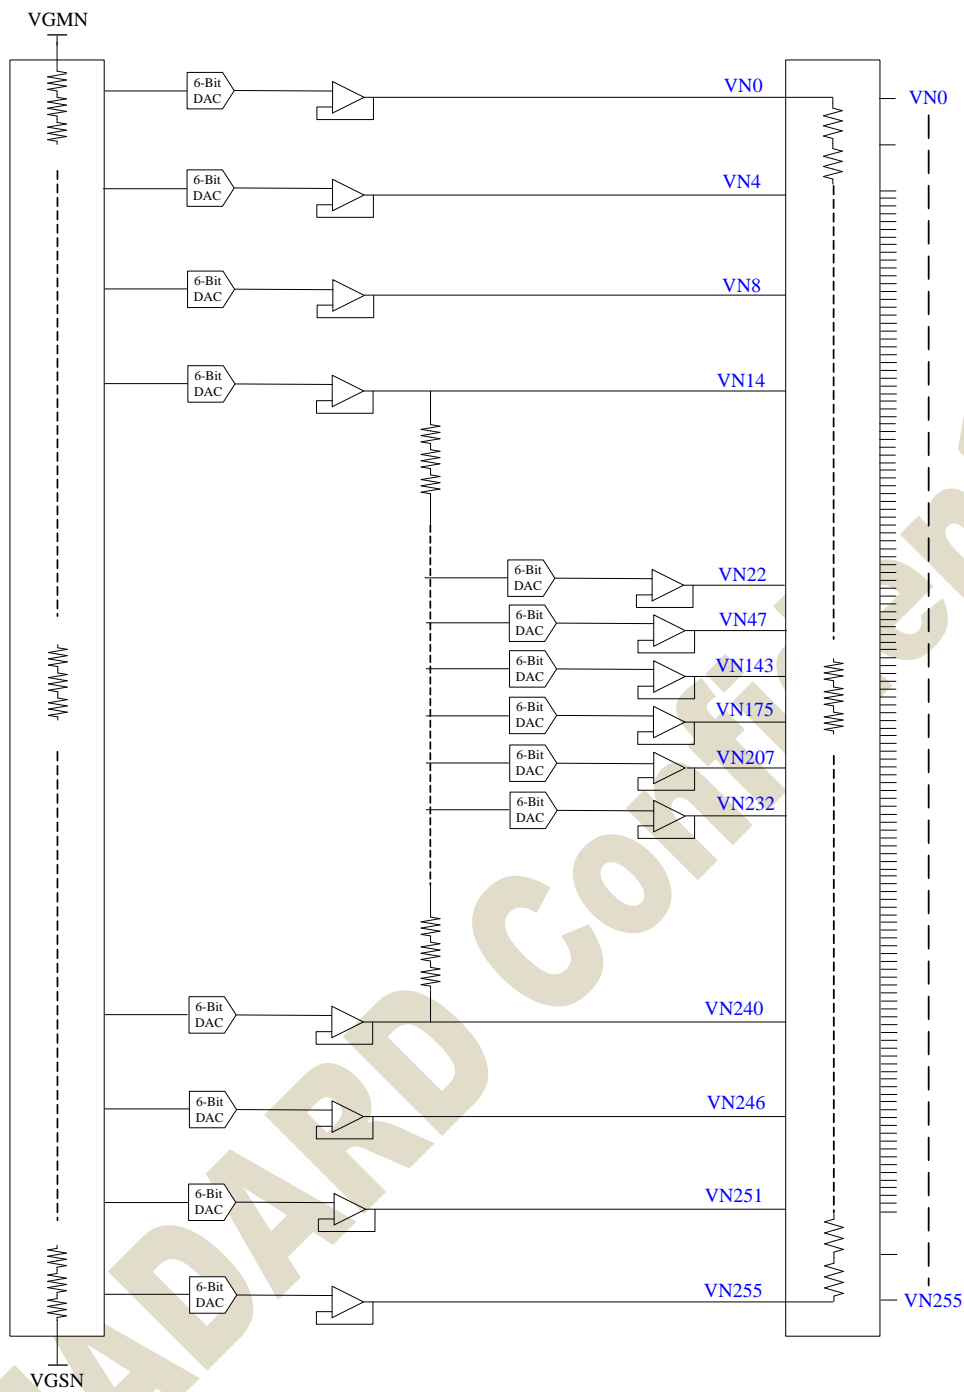 VGMN
6-Bit
DAC
VN0
VN0
6-Bit
DAC
VN4
6-Bit
DAC
VN8
6-Bit
DAC
VN14
6-Bit
DAC
VN22
6-Bit
DAC
VN47
6-Bit
DAC
VN143
6-Bit
DAC
VN175
6-Bit
DAC
VN207
6-Bit
DAC
VN232
6-Bit
DAC
VN240
6-Bit
DAC
VN246
6-Bit
DAC
VN251
6-Bit
DAC
VN255
VN255
VGSN